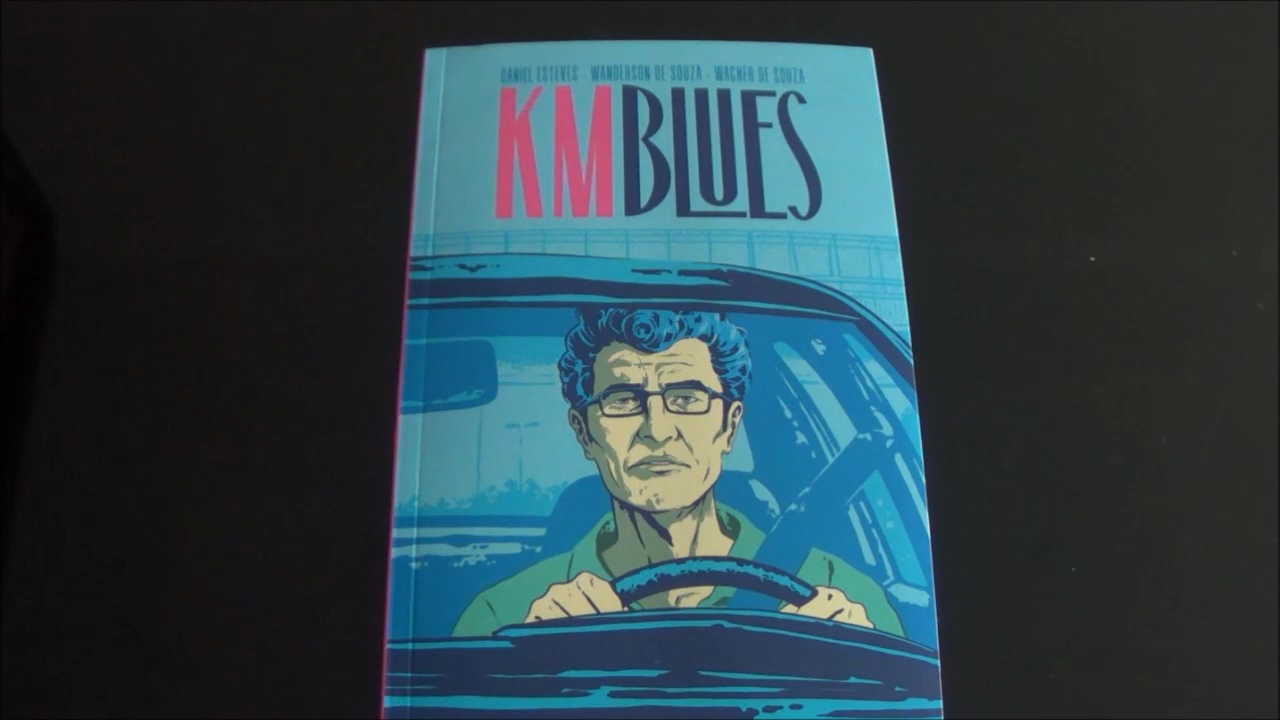 DANIEL ESTEVES . WANDERSON DE SOUZA . WAGNER DE SOUZA
KM BLUES